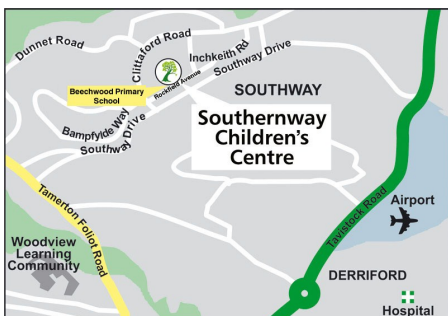 Dunnet Road
Clittaford Road
Inchkeith Rd
Southway Drive
Rockfield Avenue
Beechwood Primary
School
SOUTHWAY
Southernway
Children's
Centre
Bampfylde Way
Southway Drive
Tamerton Foliot Road
Tavistock Road
Airport
Woodview
Learning
Community
DERRIFORD
Hospital